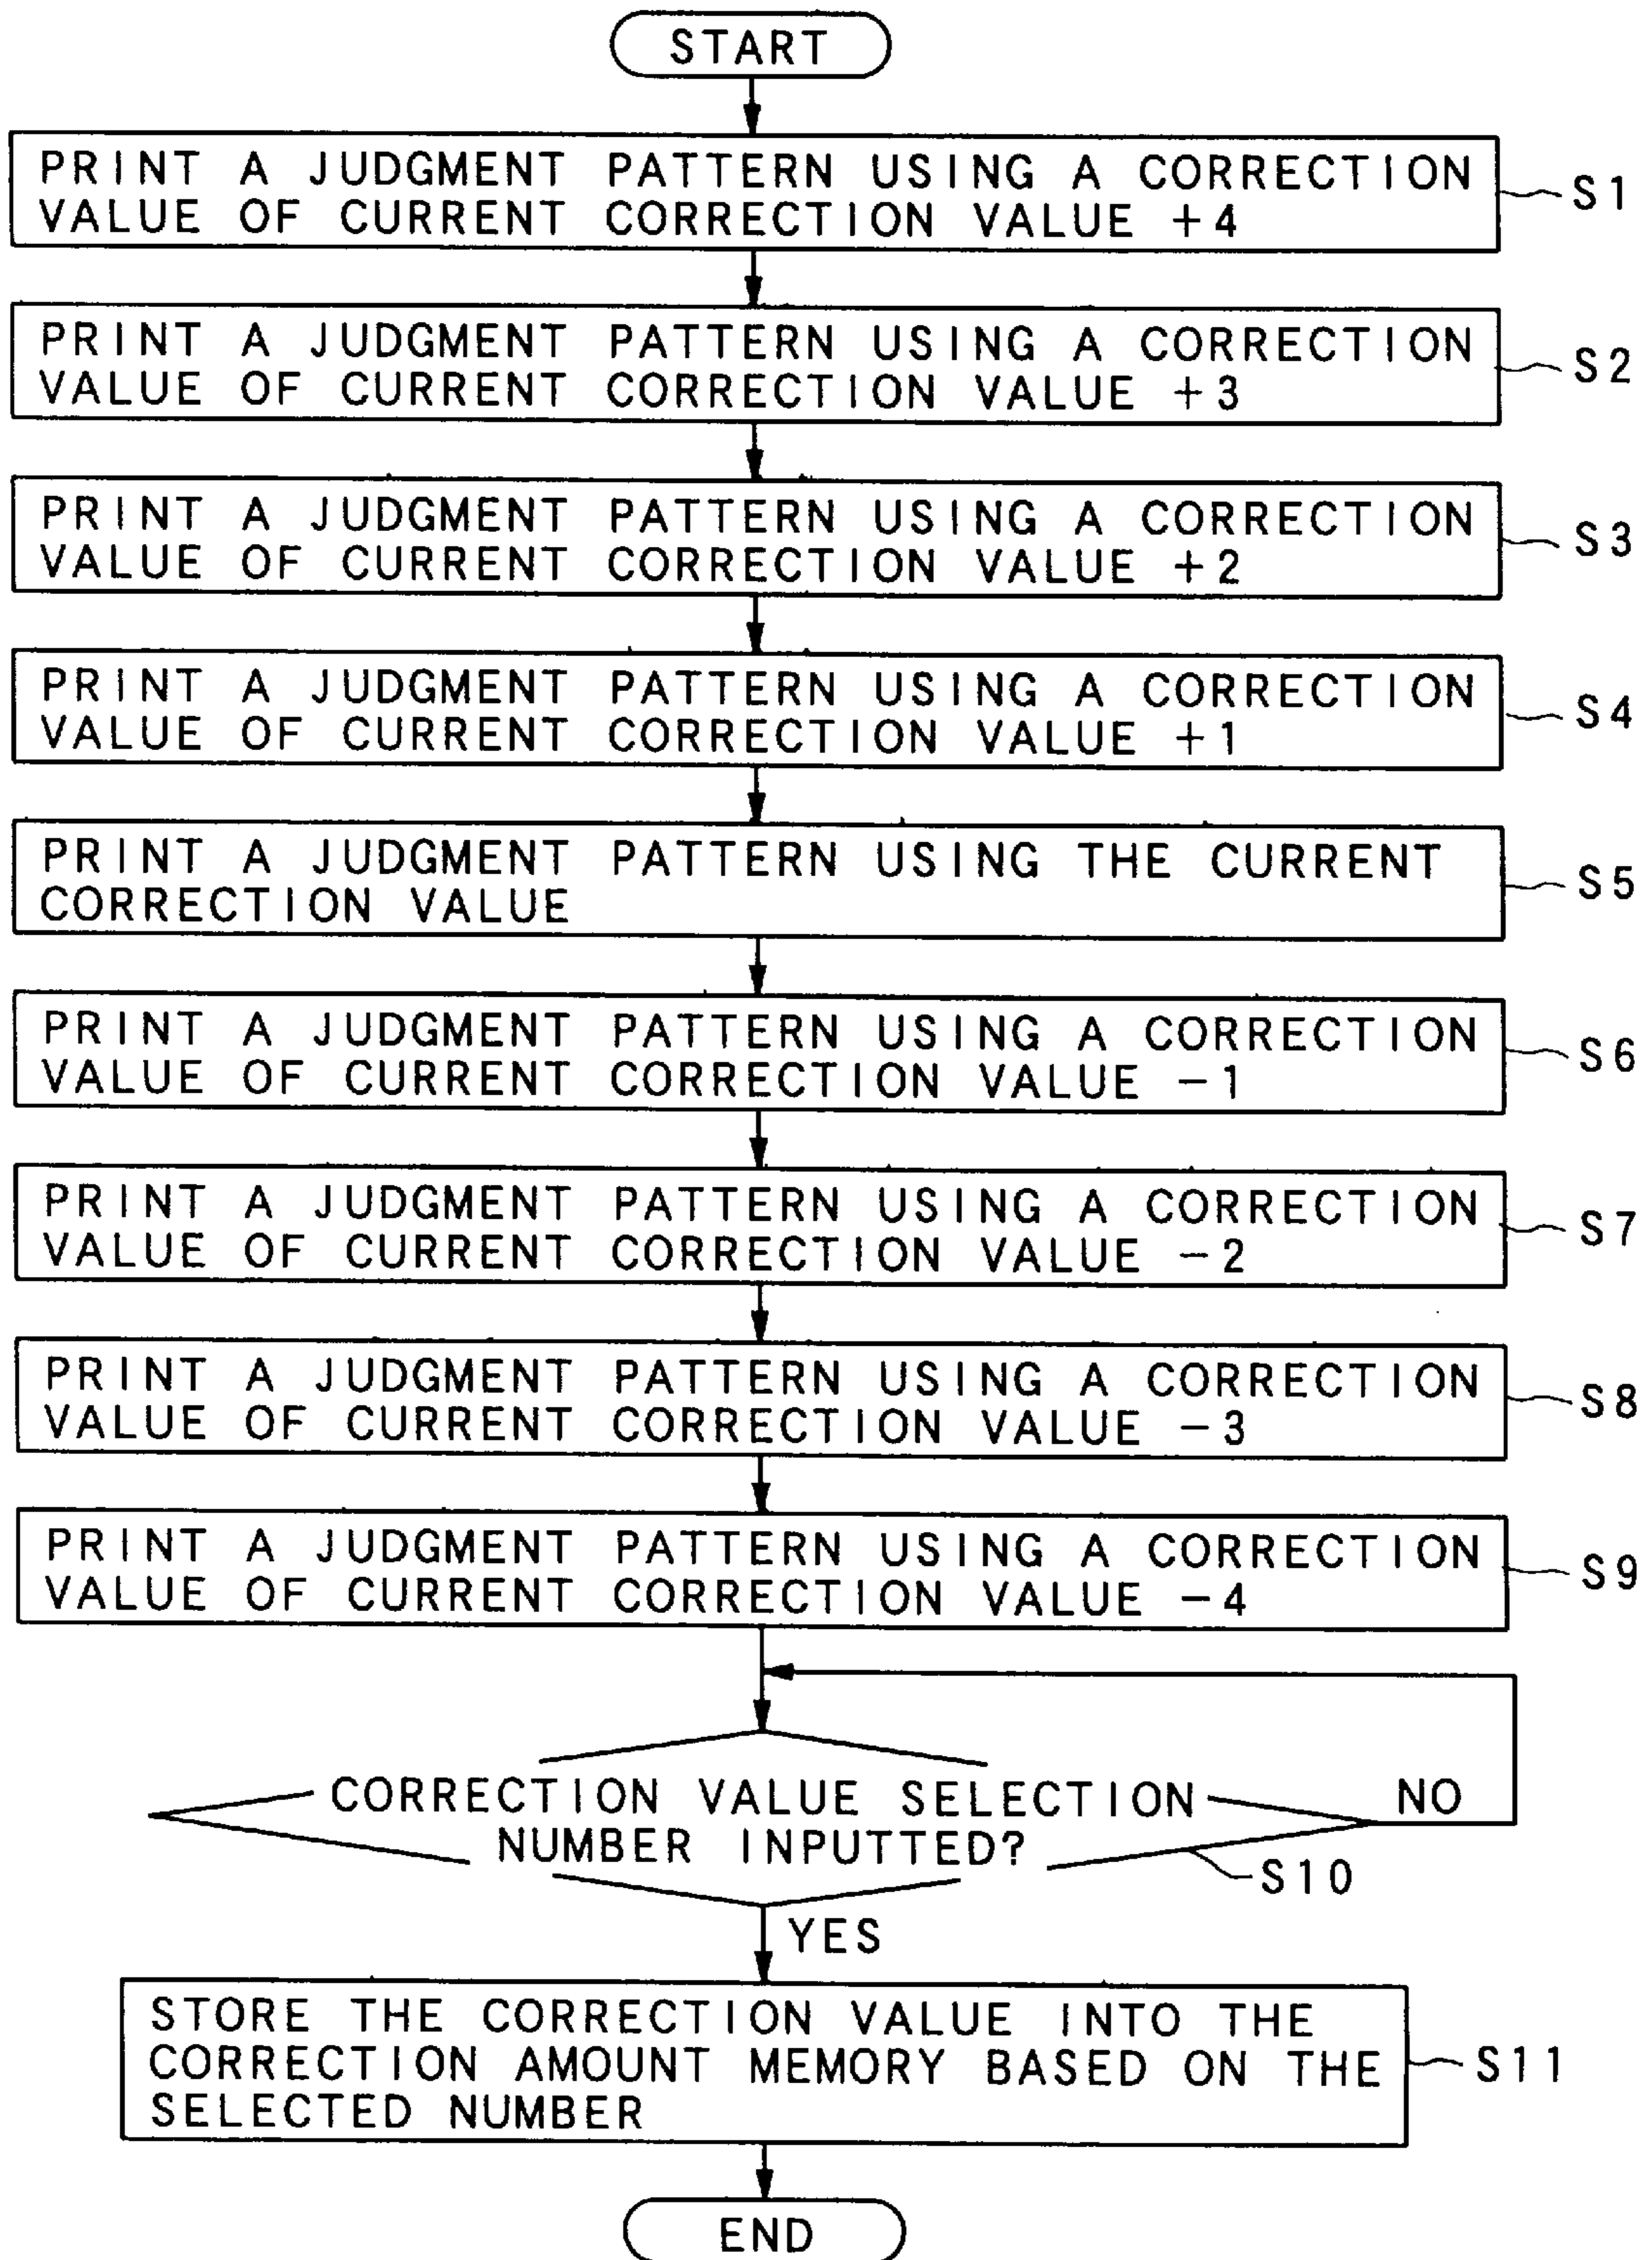 START
PRINT A JUDGMENT PATTERN USING A CORRECTION
VALUE OF CURRENT CORRECTION VALUE +4
S1
PRINT A JUDGMENT PATTERN USING A CORRECTION
VALUE OF CURRENT CORRECTION VALUE +3
S2
PRINT A JUDGMENT PATTERN USING A CORRECTION
VALUE OF CURRENT CORRECTION VALUE +2
S3
PRINT A JUDGMENT PATTERN USING A CORRECTION
VALUE OF CURRENT CORRECTION VALUE +1
S4
PRINT A JUDGMENT PATTERN USING THE CURRENT
CORRECTION VALUE
S5
PRINT A JUDGMENT PATTERN USING A CORRECTION
VALUE OF CURRENT CORRECTION VALUE -1
S6
PRINT A JUDGMENT PATTERN USING A CORRECTION
VALUE OF CURRENT CORRECTION VALUE -2
S7
PRINT A JUDGMENT PATTERN USING A CORRECTION
VALUE OF CURRENT CORRECTION VALUE -3
S8
PRINT A JUDGMENT PATTERN USING A CORRECTION
VALUE OF CURRENT CORRECTION VALUE -4
S9
CORRECTION VALUE SELECTION
NUMBER INPUTTED?
NO
S10
YES
STORE THE CORRECTION VALUE INTO THE
CORRECTION AMOUNT MEMORY BASED ON THE
SELECTED NUMBER
S11
END